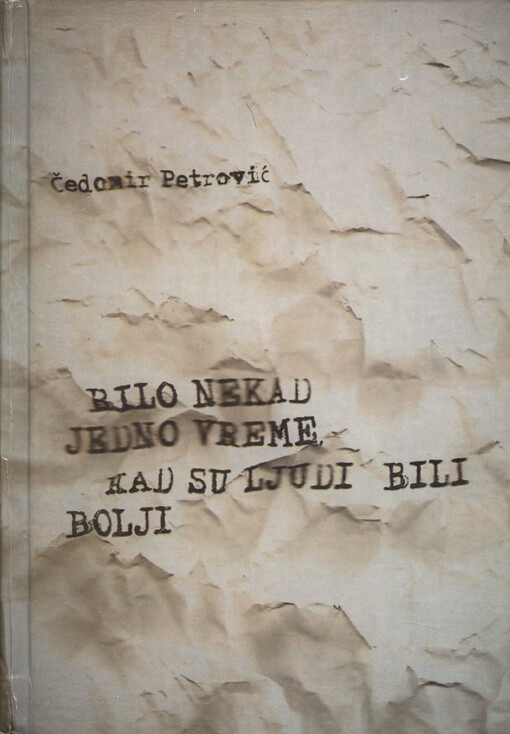 Čedomir Petrović
BILO NEKAD
JEDNO VREME,
KAD SU LJUDI BILI
BOLJI